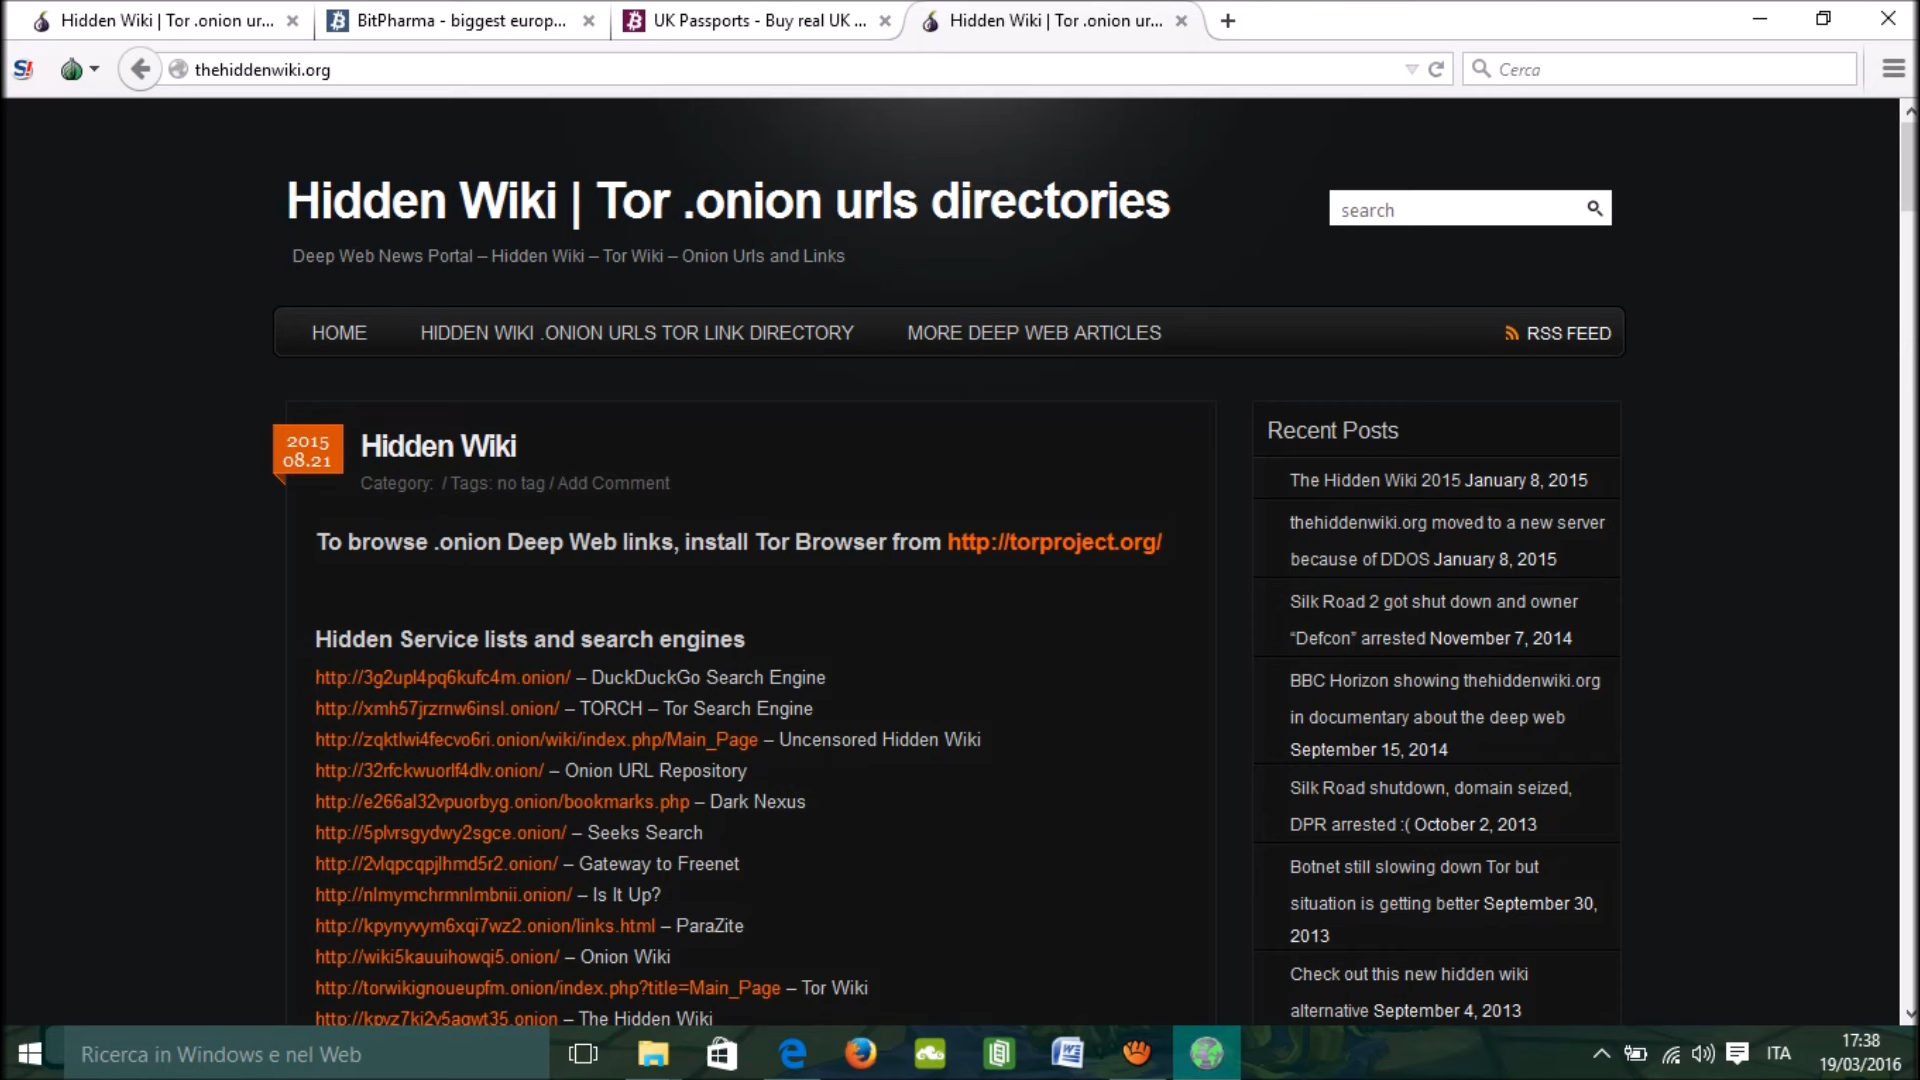 Hidden Wiki | Tor .onion ur...
BitPharma - biggest europ...
UK Passports - Buy real UK ...
Hidden Wiki | Tor .onion ur...
S!
thehiddenwiki.org
Cerca
Hidden Wiki | Tor .onion urls directories
search
Deep Web News Portal – Hidden Wiki – Tor Wiki – Onion Urls and Links
HOME
HIDDEN WIKI .ONION URLS TOR LINK DIRECTORY
MORE DEEP WEB ARTICLES
RSS FEED
2015
08.21
Hidden Wiki
Category: / Tags: no tag / Add Comment
To browse .onion Deep Web links, install Tor Browser from http://torproject.org/
Hidden Service lists and search engines
http://3g2upl4pq6kufc4m.onion/ – DuckDuckGo Search Engine
http://xmh57jrzrnw6insl.onion/ – TORCH – Tor Search Engine
http://zqktlwi4fecvo6ri.onion/wiki/index.php/Main_Page – Uncensored Hidden Wiki
http://32rfckwuorlf4dlv.onion/ – Onion URL Repository
http://e266al32vpuorbyg.onion/bookmarks.php – Dark Nexus
http://5plvrsgydwy2sgce.onion/ – Seeks Search
http://2vlqpcqpjlhmd5r2.onion/ – Gateway to Freenet
http://nlmymchrmnlmbnii.onion/ – Is It Up?
http://kpynyvym6xqi7wz2.onion/links.html – ParaZite
http://wiki5kauuihowqi5.onion/ – Onion Wiki
http://torwikignoueupfm.onion/index.php?title=Main_Page – Tor Wiki
http://kpvz7ki2v5agwt35.onion – The Hidden Wiki
Recent Posts
The Hidden Wiki 2015 January 8, 2015
thehiddenwiki.org moved to a new server
because of DDOS January 8, 2015
Silk Road 2 got shut down and owner
“Defcon” arrested November 7, 2014
BBC Horizon showing thehiddenwiki.org
in documentary about the deep web
September 15, 2014
Silk Road shutdown, domain seized,
DPR arrested :( October 2, 2013
Botnet still slowing down Tor but
situation is getting better September 30,
2013
Check out this new hidden wiki
alternative September 4, 2013
Ricerca in Windows e nel Web
ITA
17:38
19/03/2016